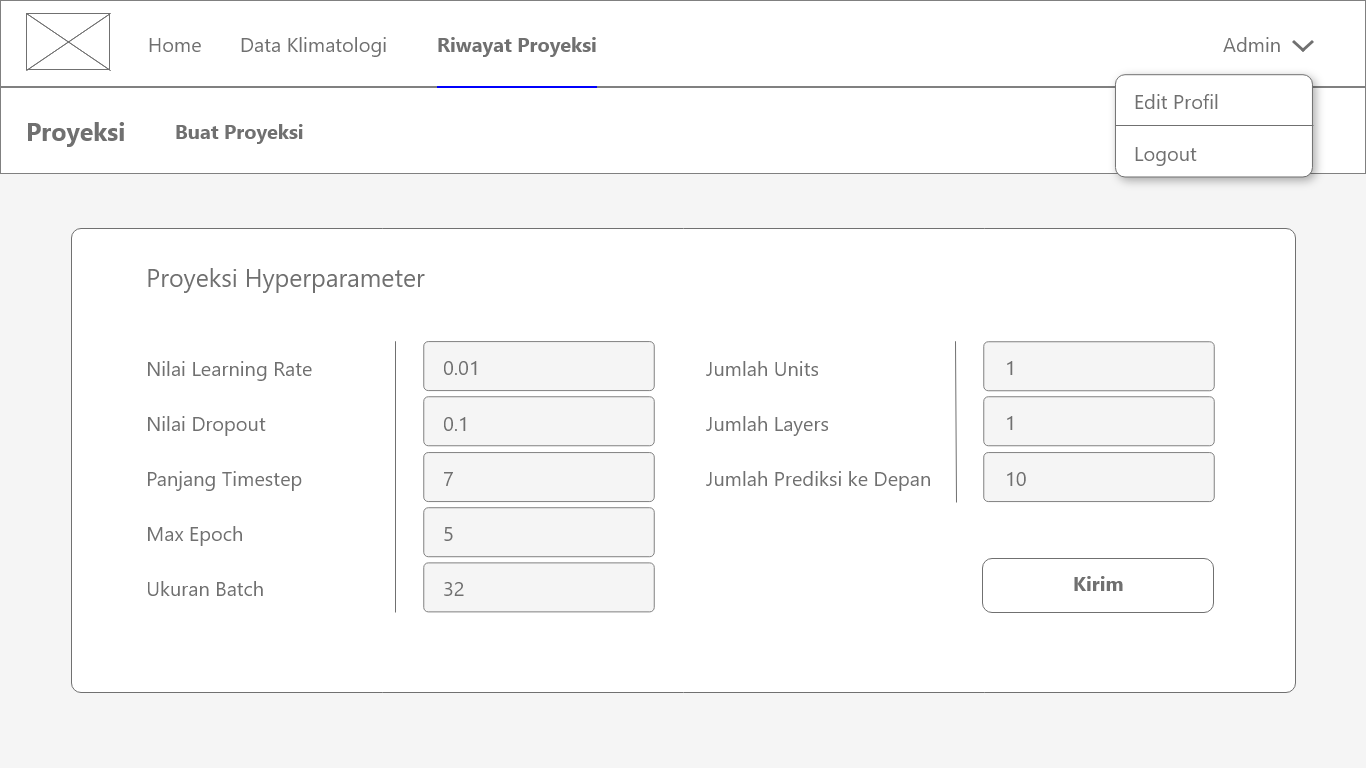 Home
Data Klimatologi
Riwayat Proyeksi
Admin
Edit Profil
Logout
Proyeksi
Buat Proyeksi
Proyeksi Hyperparameter
Nilai Learning Rate
0.01
Nilai Dropout
0.1
Panjang Timestep
7
Max Epoch
5
Ukuran Batch
32
Jumlah Units
1
Jumlah Layers
1
Jumlah Prediksi ke Depan
10
Kirim